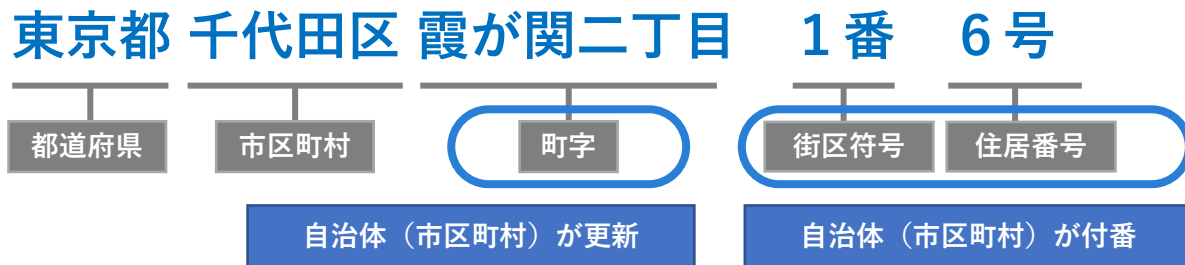 東京都 千代田区 霞が関二丁目 1番 6号
都道府県 市区町村 町字 街区符号 住居番号
自治体（市区町村）が更新 自治体（市区町村）が付番